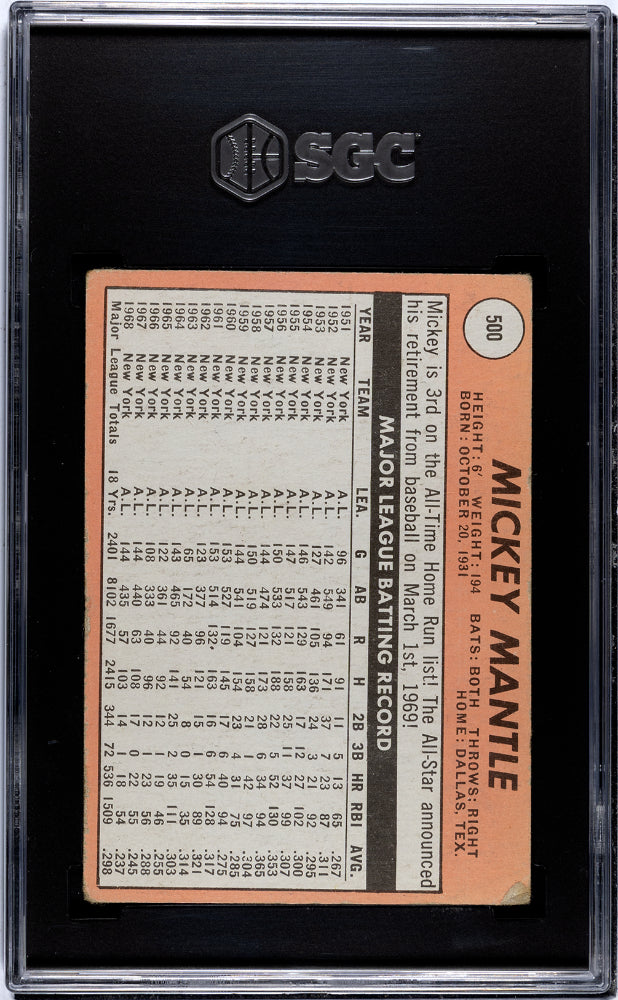 SGC
500
MICKEY MANTLE
HEIGHT: 6' WEIGHT: 194 BATS: BOTH THROWS: RIGHT
BORN: OCTOBER 20, 1931 HOME: DALLAS, TEX.
Mickey is 3rd on the All-Time Home Run list! The All-Star announced
his retirement from baseball on March 1st, 1969!
MAJOR LEAGUE BATTING RECORD
YEAR TEAM LEA. G AB R H 2B 3B HR RBI AVG.
1951 New York A.L. 96 341 61 91 11 5 13 65 .267
1952 New York A.L. 142 549 94 171 37 7 23 87 .311
1953 New York A.L. 127 461 105 136 24 3 21 92 .295
1954 New York A.L. 146 543 129 163 17 12 27 102 .300
1955 New York A.L. 147 517 121 158 25 11 37 99 .307
1956 New York A.L. 150 533 132 188 22 5 52 130 .353
1957 New York A.L. 144 474 121 173 28 6 34 94 .365
1958 New York A.L. 150 519 127 158 21 1 42 97 .304
1959 New York A.L. 144 541 104 154 23 4 31 75 .285
1960 New York A.L. 153 527 119 145 17 6 40 94 .275
1961 New York A.L. 153 514 132 163 16 6 54 128 .317
1962 New York A.L. 123 377 96 121 15 1 30 89 .321
1963 New York A.L. 65 172 40 54 8 0 15 35 .314
1964 New York A.L. 143 465 92 141 25 2 35 111 .303
1965 New York A.L. 122 361 44 92 12 1 19 46 .255
1966 New York A.L. 108 333 40 96 12 1 23 56 .288
1967 New York A.L. 144 440 63 108 17 0 22 55 .245
1968 New York A.L. 144 435 57 103 14 1 18 54 .237
Major League Totals 18 Yrs. 2401 8102 1677 2415 344 72 536 1509 .298